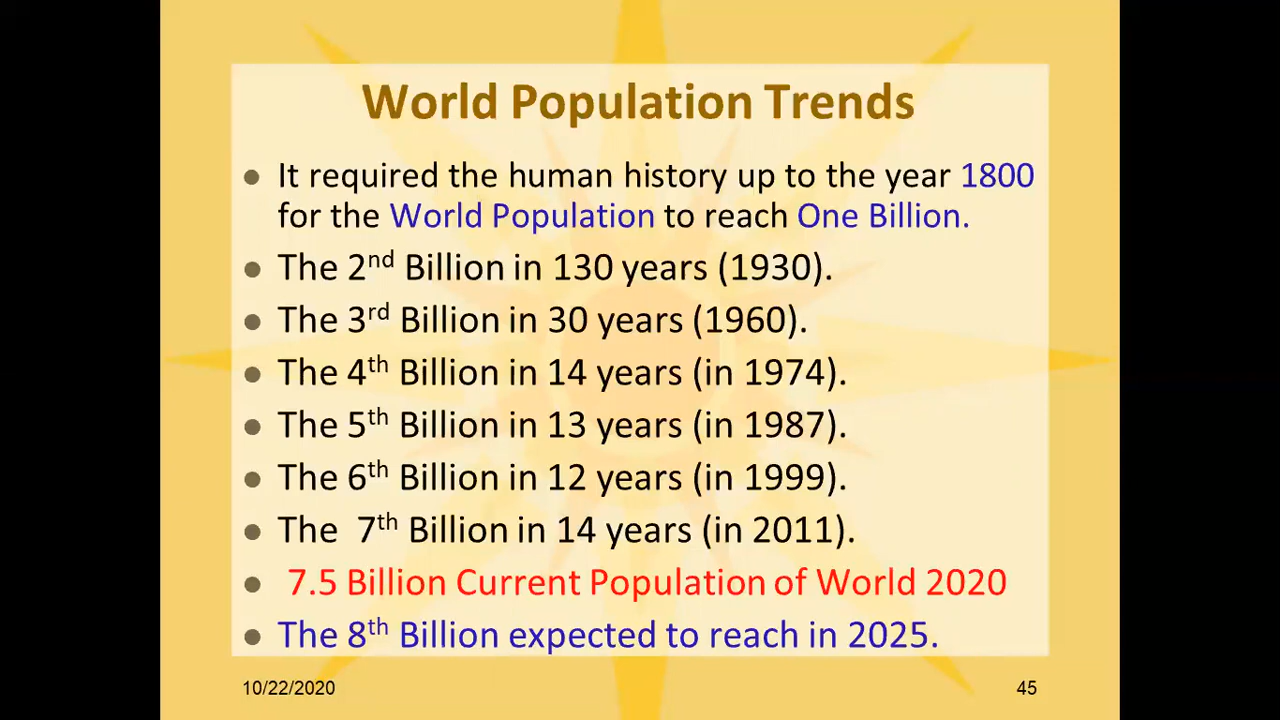 World Population Trends
• It required the human history up to the year 1800
for the World Population to reach One Billion.
• The 2nd Billion in 130 years (1930).
• The 3rd Billion in 30 years (1960).
• The 4th Billion in 14 years (in 1974).
• The 5th Billion in 13 years (in 1987).
• The 6th Billion in 12 years (in 1999).
• The 7th Billion in 14 years (in 2011).
• 7.5 Billion Current Population of World 2020
• The 8th Billion expected to reach in 2025.
10/22/2020 45